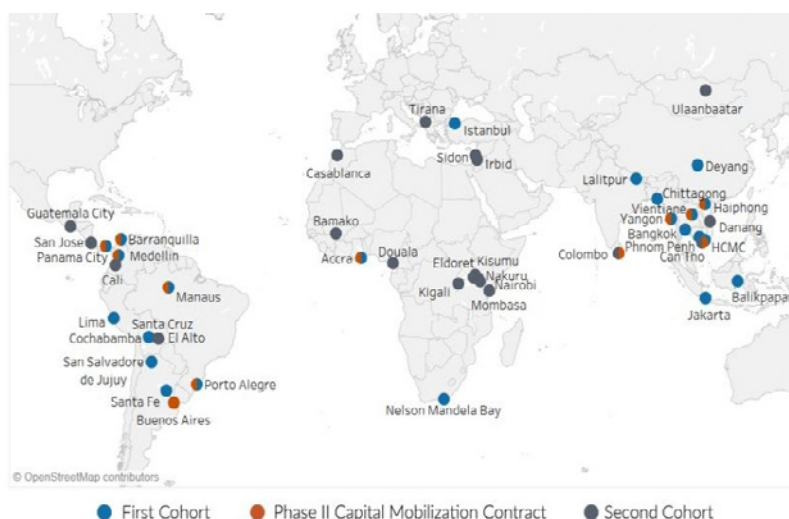 Tirana
Istanbul
Ulaanbaatar
Sidon
Irbid
Casablanca
Lalitpur
Deyang
Chittagong
Guatemala City
Bamako
Vientiane
Haiphong
San Jose
Barranquilla
Yangon
Danang
Panama City
Medellin
Accra
Douala
Eldoret
Kisumu
Bangkok
Phnom Penh
HCMC
Colombo
Can Tho
Cali
Nakuru
Kigali
Nairobi
Manaus
Mombasa
Balikpapan
Lima
Santa Cruz
Jakarta
Cochabamba
El Alto
San Salvadore
de Jujuy
Porto Alegre
Santa Fe
Nelson Mandela Bay
Buenos Aires
© OpenStreetMap contributors
First Cohort
Phase II Capital Mobilization Contract
Second Cohort